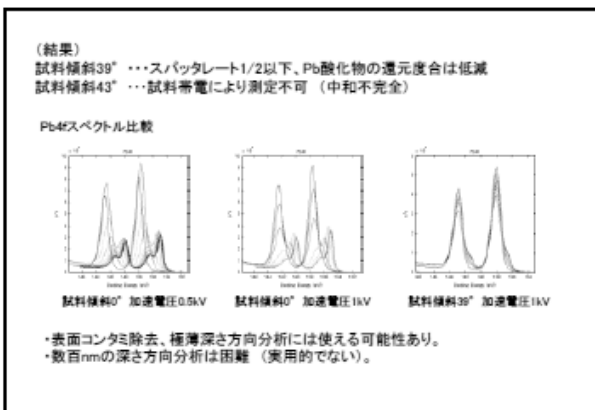 (結果)
試料傾斜39° ・・・スパッタレート1/2以下、Pb酸化物の還元度合は低減
試料傾斜43° ・・・試料帯電により測定不可 (中和不完全)
Pb4fスペクトル比較
試料傾斜0° 加速電圧0.5kV
試料傾斜0° 加速電圧1kV
試料傾斜39° 加速電圧1kV
・表面コンタミ除去、極薄深さ方向分析には使える可能性あり。
・数百nmの深さ方向分析は困難 (実用的でない)。